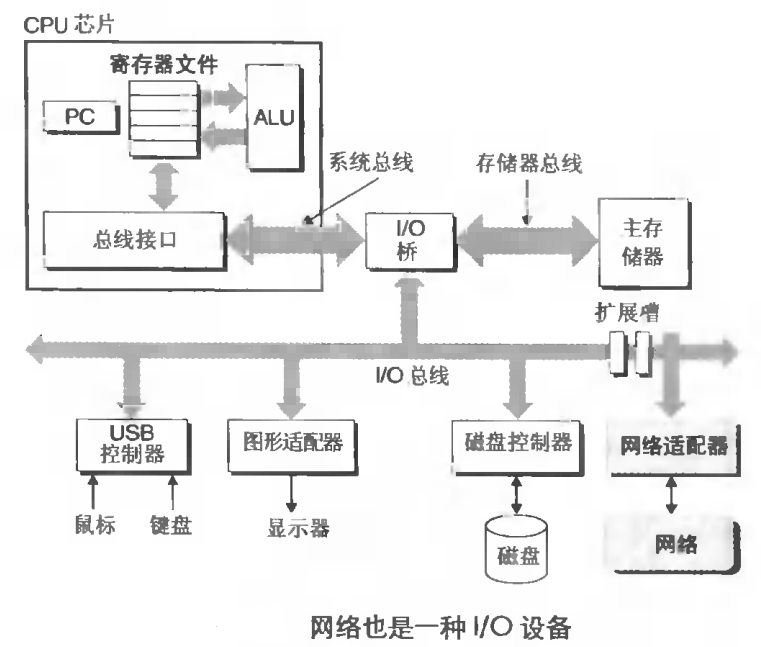 CPU 芯片
寄存器文件
PC
ALU
系统总线
存储器总线
总线接口
I/O
桥
主存
储器
扩展槽
I/O 总线
USB
控制器
图形适配器
磁盘控制器
网络适配器
鼠标
键盘
显示器
磁盘
网络
网络也是一种 I/O 设备